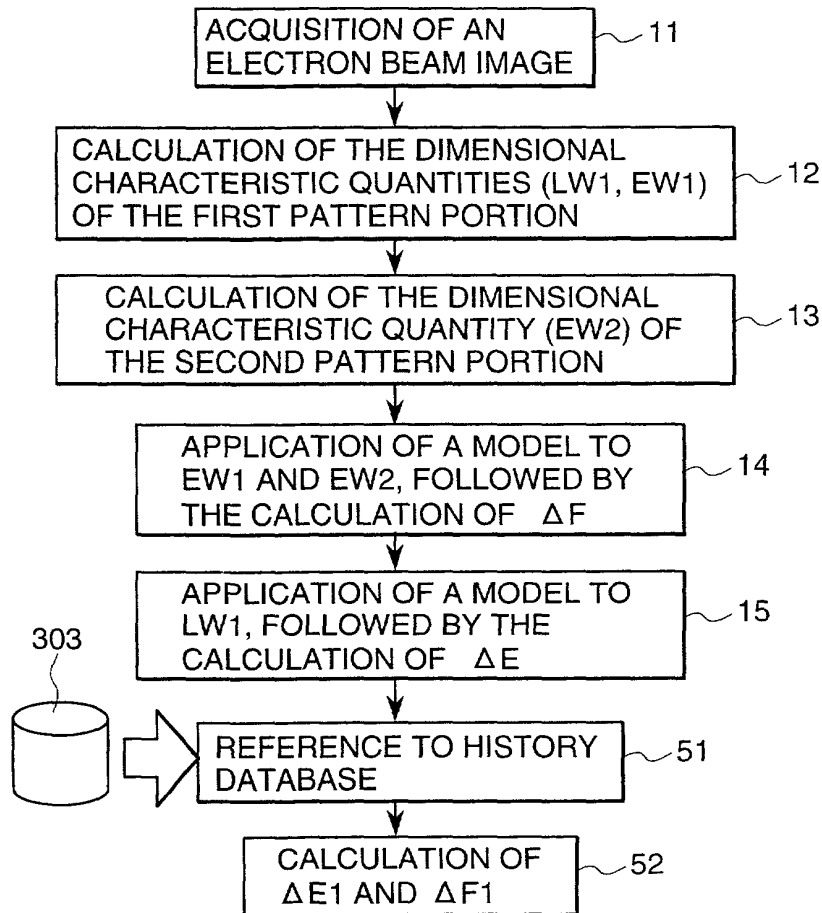 ACQUISITION OF AN
ELECTRON BEAM IMAGE
11
CALCULATION OF THE DIMENSIONAL
CHARACTERISTIC QUANTITIES (LW1, EW1)
OF THE FIRST PATTERN PORTION
12
CALCULATION OF THE DIMENSIONAL
CHARACTERISTIC QUANTITY (EW2) OF
THE SECOND PATTERN PORTION
13
APPLICATION OF A MODEL TO
EW1 AND EW2, FOLLOWED BY
THE CALCULATION OF ΔF
14
APPLICATION OF A MODEL TO
LW1, FOLLOWED BY THE
CALCULATION OF ΔE
15
303
REFERENCE TO HISTORY
DATABASE
51
CALCULATION OF
ΔE1 AND ΔF1
52